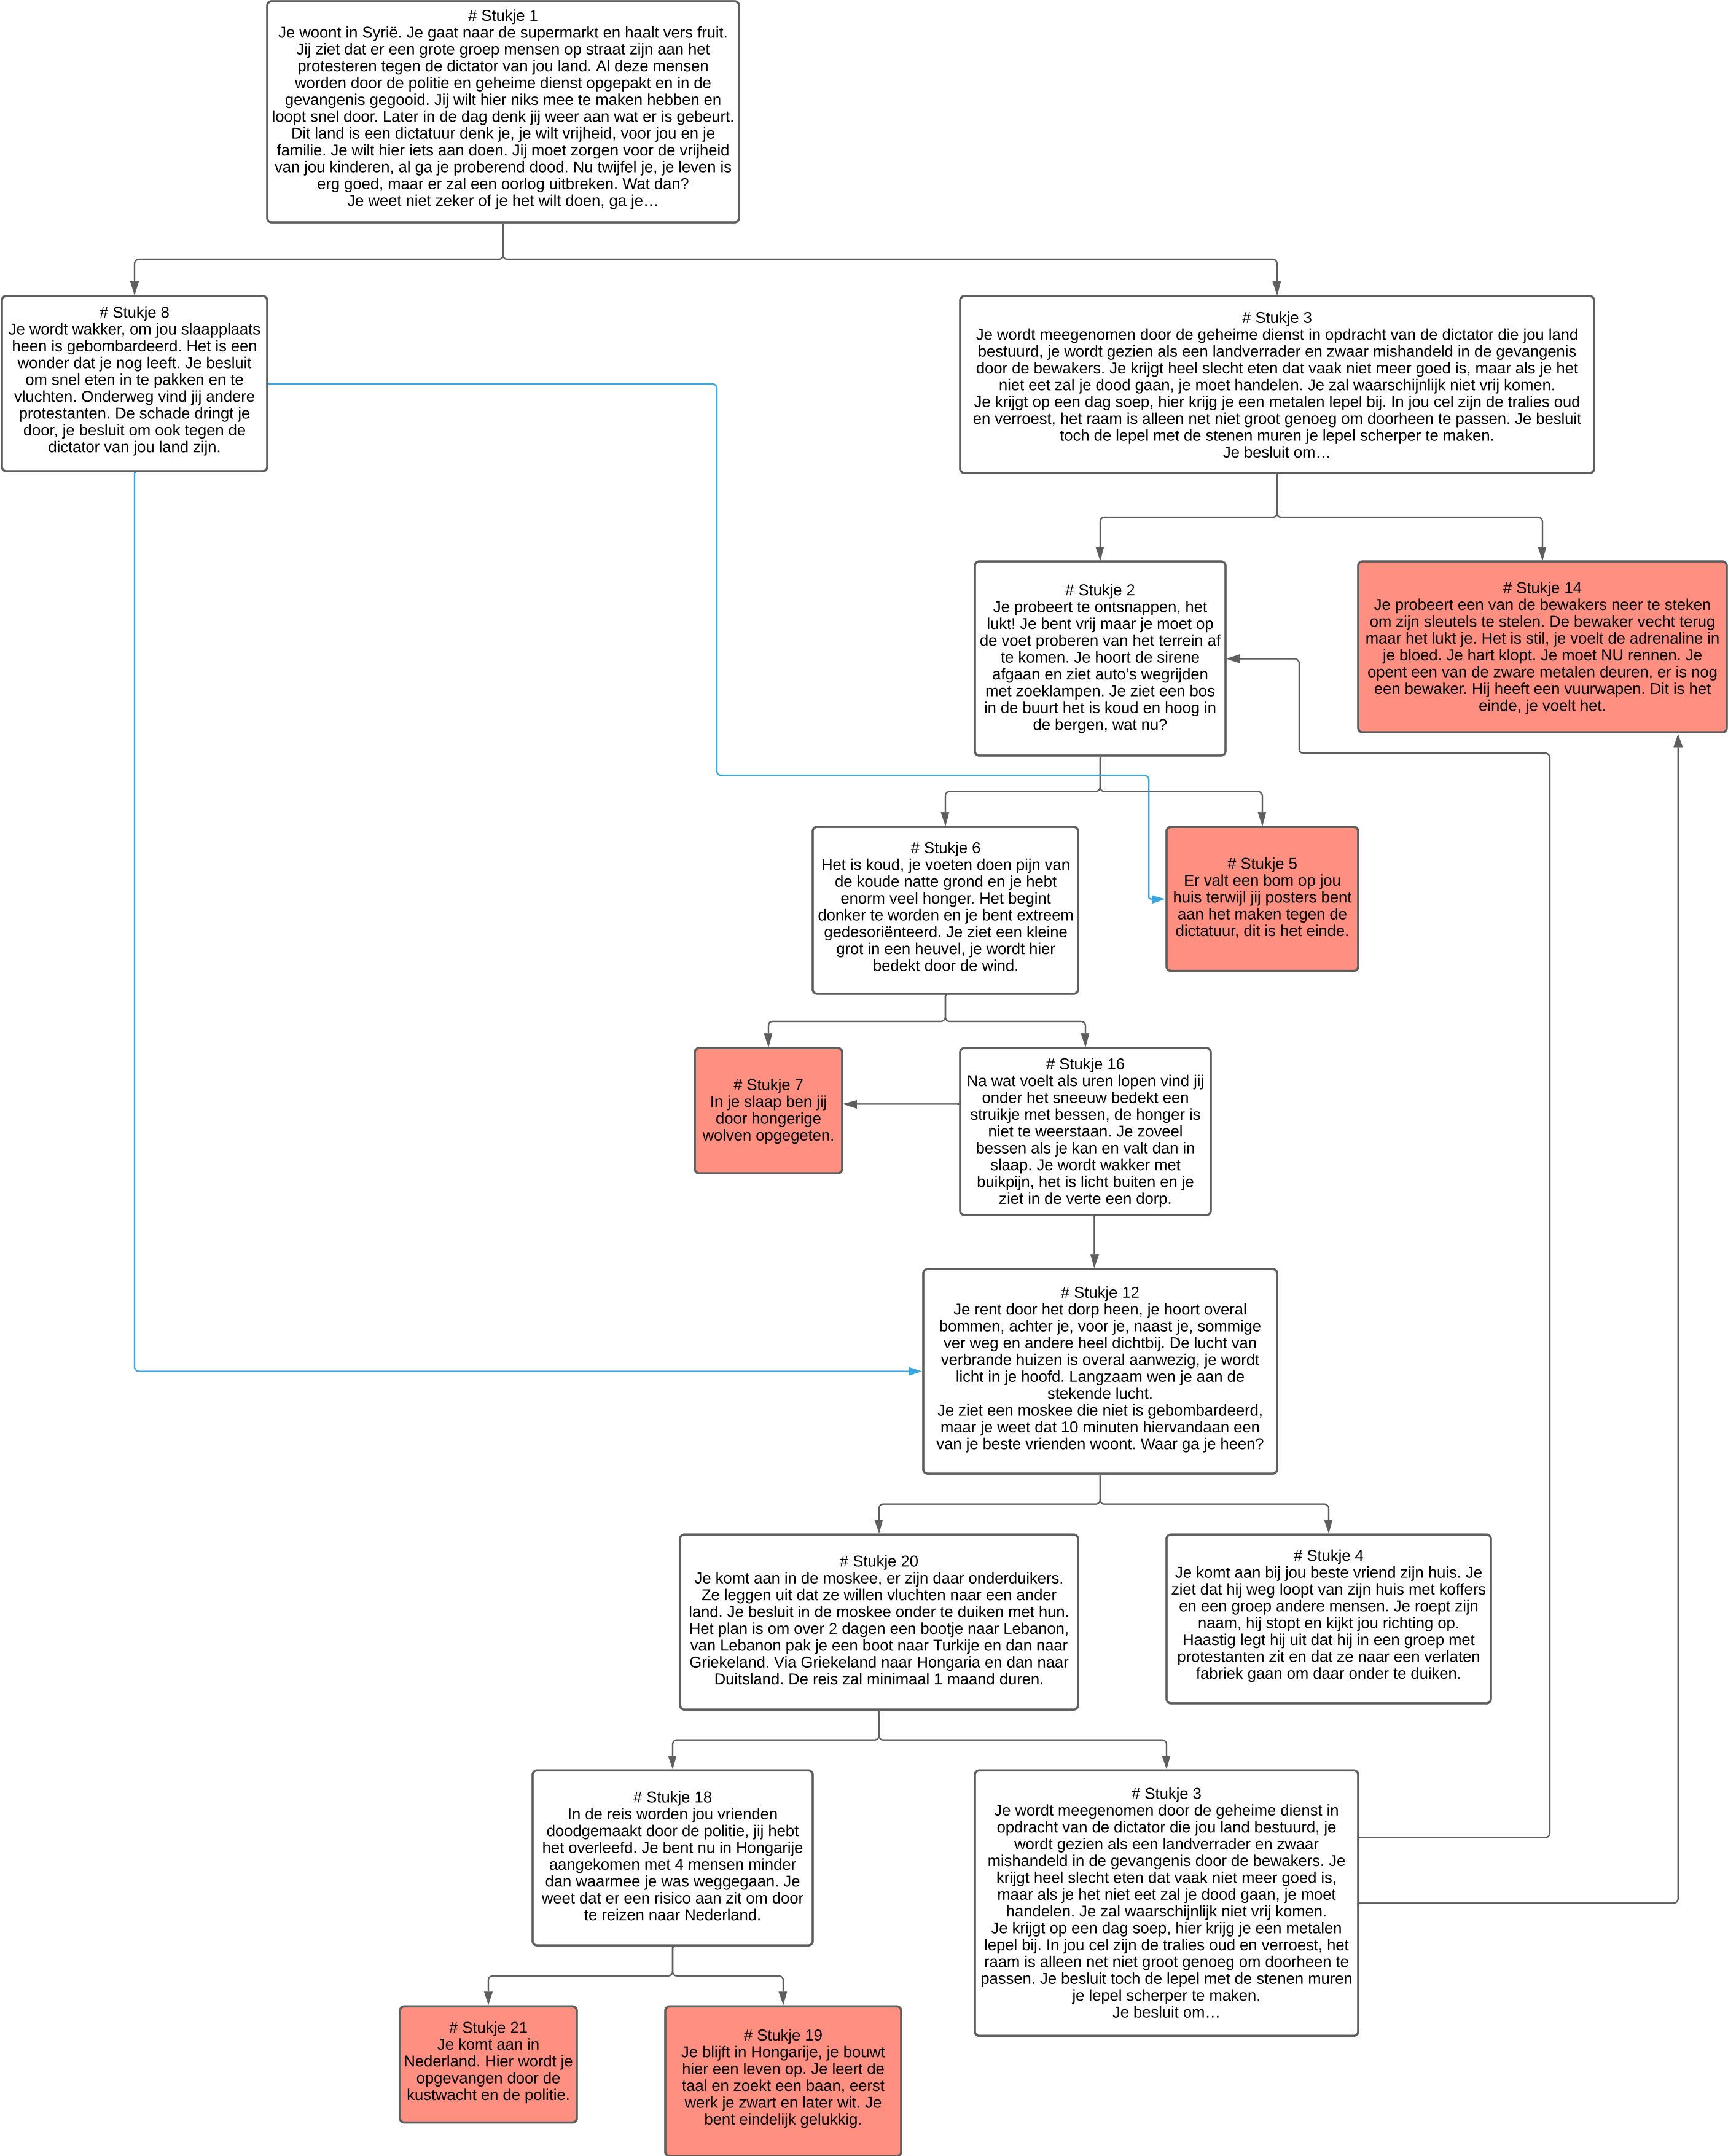 # Stukje 1
Je woont in Syrië. Je gaat naar de supermarkt en haalt vers fruit.
Jij ziet dat er een grote groep mensen op straat zijn aan het
protesteren tegen de dictator van jou land. Al deze mensen
worden door de politie en geheime dienst opgepakt en in de
gevangenis gegooid. Jij wilt hier niks mee te maken hebben en
loopt snel door. Later in de dag denk jij weer aan wat er is gebeurt.
Dit land is een dictatuur denk je, je wilt vrijheid, voor jou en je
familie. Je wilt hier iets aan doen. Jij moet zorgen voor de vrijheid
van jou kinderen, al ga je proberend dood. Nu twijfel je, je leven is
erg goed, maar er zal een oorlog uitbreken. Wat dan?
Je weet niet zeker of je het wilt doen, ga je…
# Stukje 8
Je wordt wakker, om jou slaapplaats
heen is gebombardeerd. Het is een
wonder dat je nog leeft. Je besluit
om snel eten in te pakken en te
vluchten. Onderweg vind jij andere
protestanten. De schade dringt je
door, je besluit om ook tegen de
dictator van jou land zijn.
# Stukje 3
Je wordt meegenomen door de geheime dienst in opdracht van de dictator die jou land
bestuurd, je wordt gezien als een landverrader en zwaar mishandeld in de gevangenis
door de bewakers. Je krijgt heel slecht eten dat vaak niet meer goed is, maar als je het
niet eet zal je dood gaan, je moet handelen. Je zal waarschijnlijk niet vrij komen.
Je krijgt op een dag soep, hier krijg je een metalen lepel bij. In jou cel zijn de tralies oud
en verroest, het raam is alleen net niet groot genoeg om doorheen te passen. Je besluit
toch de lepel met de stenen muren je lepel scherper te maken.
Je besluit om…
# Stukje 2
Je probeert te ontsnappen, het
lukt! Je bent vrij maar je moet op
de voet proberen van het terrein af
te komen. Je hoort de sirene
afgaan en ziet auto’s wegrijden
met zoeklampen. Je ziet een bos
in de buurt het is koud en hoog in
de bergen, wat nu?
# Stukje 14
Je probeert een van de bewakers neer te steken
om zijn sleutels te stelen. De bewaker vecht terug
maar het lukt je. Het is stil, je voelt de adrenaline in
je bloed. Je hart klopt. Je moet NU rennen. Je
opent een van de zware metalen deuren, er is nog
een bewaker. Hij heeft een vuurwapen. Dit is het
einde, je voelt het.
# Stukje 6
Het is koud, je voeten doen pijn van
de koude natte grond en je hebt
enorm veel honger. Het begint
donker te worden en je bent extreem
gedesoriënteerd. Je ziet een kleine
grot in een heuvel, je wordt hier
bedekt door de wind.
# Stukje 5
Er valt een bom op jou
huis terwijl jij posters bent
aan het maken tegen de
dictatuur, dit is het einde.
# Stukje 7
In je slaap ben jij
door hongerige
wolven opgegeten.
# Stukje 16
Na wat voelt als uren lopen vind jij
onder het sneeuw bedekt een
struikje met bessen, de honger is
niet te weerstaan. Je zoveel
bessen als je kan en valt dan in
slaap. Je wordt wakker met
buikpijn, het is licht buiten en je
ziet in de verte een dorp.
# Stukje 12
Je rent door het dorp heen, je hoort overal
bommen, achter je, voor je, naast je, sommige
ver weg en andere heel dichtbij. De lucht van
verbrande huizen is overal aanwezig, je wordt
licht in je hoofd. Langzaam wen je aan de
stekende lucht.
Je ziet een moskee die niet is gebombardeerd,
maar je weet dat 10 minuten hiervandaan een
van je beste vrienden woont. Waar ga je heen?
# Stukje 20
Je komt aan in de moskee, er zijn daar onderduikers.
Ze leggen uit dat ze willen vluchten naar een ander
land. Je besluit in de moskee onder te duiken met hun.
Het plan is om over 2 dagen een bootje naar Lebanon,
van Lebanon pak je een boot naar Turkije en dan naar
Griekeland. Via Griekeland naar Hongaria en dan naar
Duitsland. De reis zal minimaal 1 maand duren.
# Stukje 4
Je komt aan bij jou beste vriend zijn huis. Je
ziet dat hij weg loopt van zijn huis met koffers
en een groep andere mensen. Je roept zijn
naam, hij stopt en kijkt jou richting op.
Haastig legt hij uit dat hij in een groep met
protestanten zit en dat ze naar een verlaten
fabriek gaan om daar onder te duiken.
# Stukje 18
In de reis worden jou vrienden
doodgemaakt door de politie, jij hebt
het overleefd. Je bent nu in Hongarije
aangekomen met 4 mensen minder
dan waarmee je was weggegaan. Je
weet dat er een risico aan zit om door
te reizen naar Nederland.
# Stukje 3
Je wordt meegenomen door de geheime dienst in
opdracht van de dictator die jou land bestuurd, je
wordt gezien als een landverrader en zwaar
mishandeld in de gevangenis door de bewakers. Je
krijgt heel slecht eten dat vaak niet meer goed is,
maar als je het niet eet zal je dood gaan, je moet
handelen. Je zal waarschijnlijk niet vrij komen.
Je krijgt op een dag soep, hier krijg je een metalen
lepel bij. In jou cel zijn de tralies oud en verroest, het
raam is alleen net niet groot genoeg om doorheen te
passen. Je besluit toch de lepel met de stenen muren
je lepel scherper te maken.
Je besluit om…
# Stukje 21
Je komt aan in
Nederland. Hier wordt je
opgevangen door de
kustwacht en de politie.
# Stukje 19
Je blijft in Hongarije, je bouwt
hier een leven op. Je leert de
taal en zoekt een baan, eerst
werk je zwart en later wit. Je
bent eindelijk gelukkig.